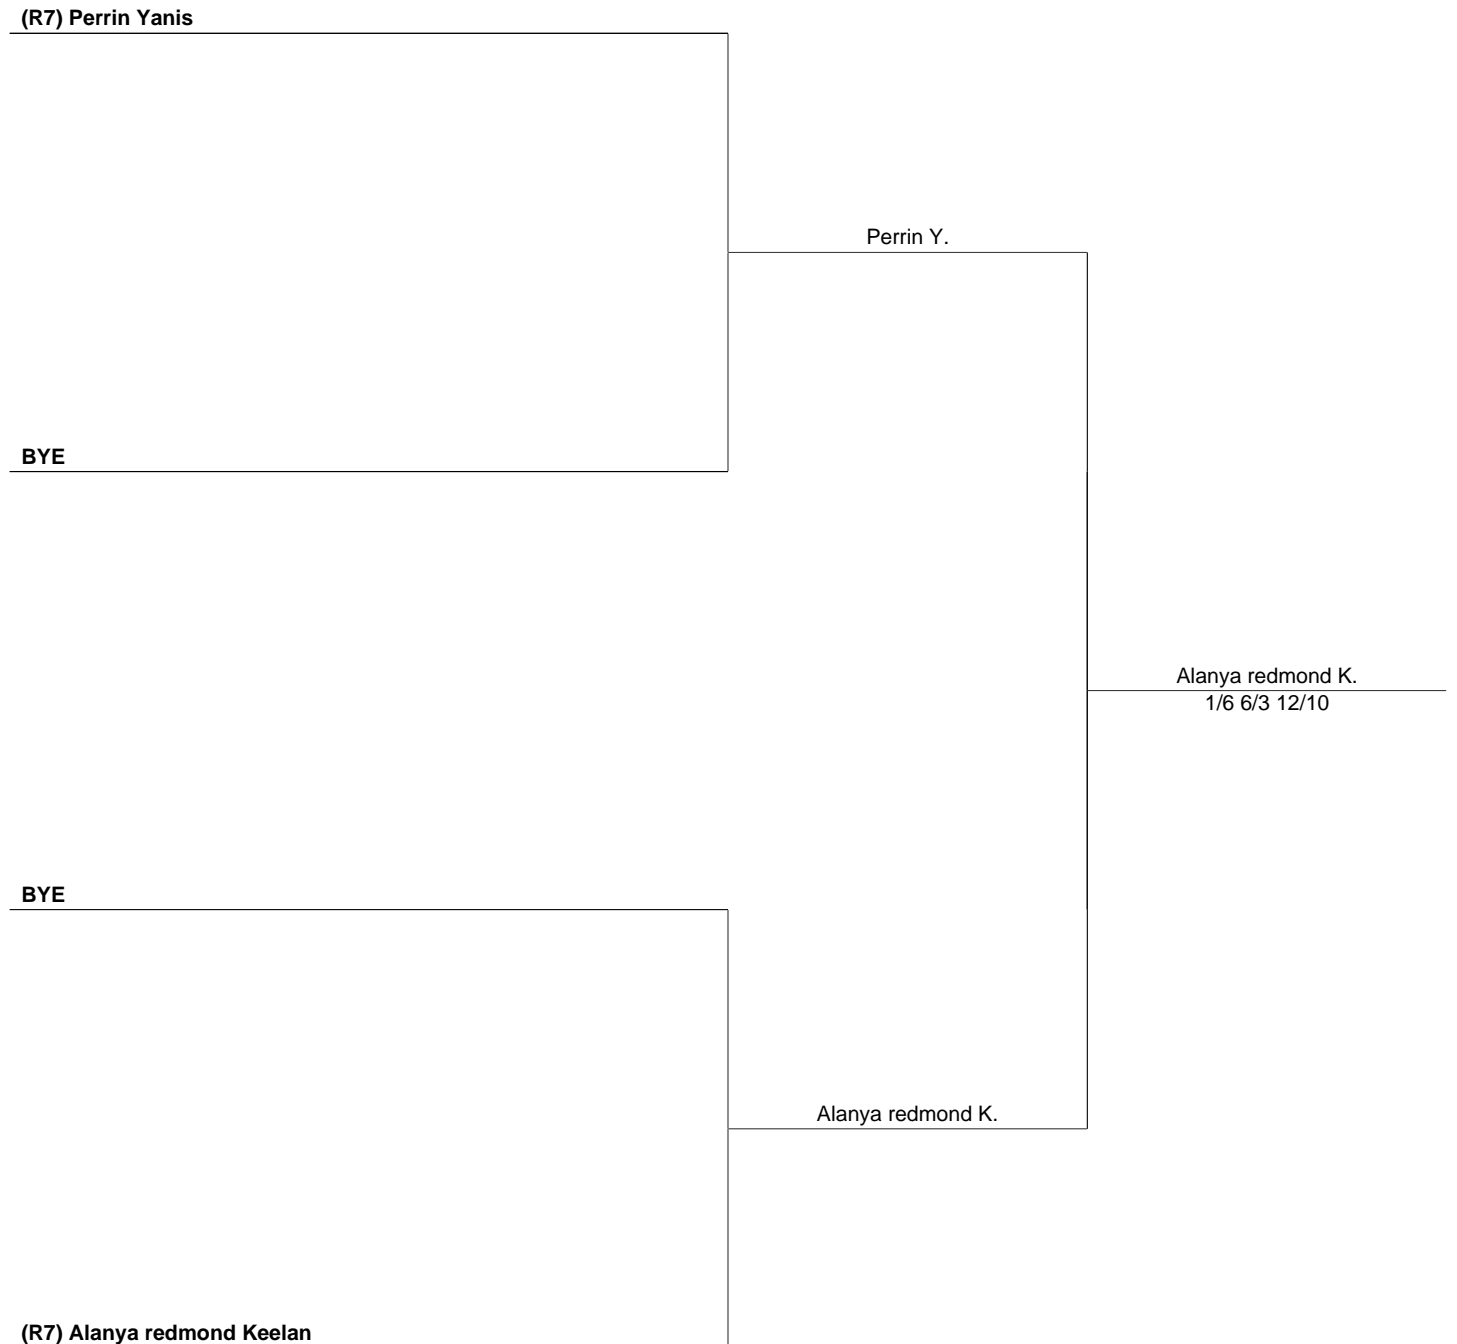 (R7) Perrin Yanis
Perrin Y.
BYE
Alanya redmond K.
1/6 6/3 12/10
BYE
Alanya redmond K.
(R7) Alanya redmond Keelan